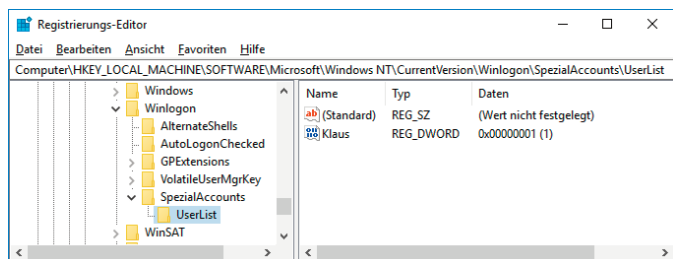 Registrierungs-Editor
Datei Bearbeiten Ansicht Favoriten Hilfe
Computer\HKEY_LOCAL_MACHINE\SOFTWARE\Microsoft\Windows NT\CurrentVersion\Winlogon\SpezialAccounts\UserList
Windows
Winlogon
AlternateShells
AutoLogonChecked
GPExtensions
VolatileUserMgrKey
SpezialAccounts
UserList
WinSAT
Name Typ Daten
(Standard) REG_SZ (Wert nicht festgelegt)
Klaus REG_DWORD 0x00000001 (1)